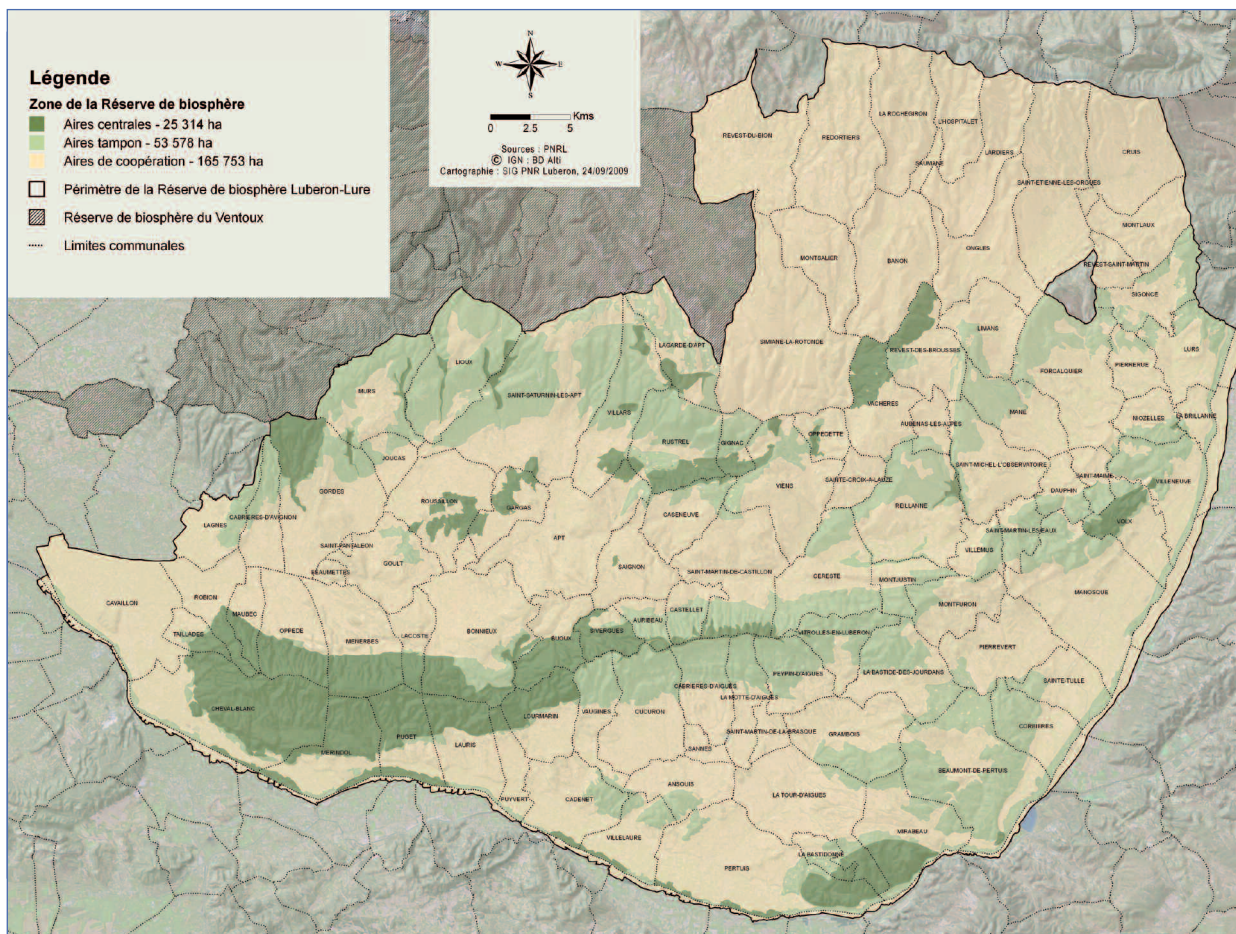 Légende
Zone de la Réserve de biosphère
Aires centrales - 25 314 ha
Aires tampon - 53 578 ha
Aires de coopération - 165 753 ha
Périmètre de la Réserve de biosphère Luberon-Lure
Réserve de biosphère du Ventoux
Limites communales
N
W
E
S
0 2.5 5 Kms
Sources : PNRL
© IGN : BD Alti
Cartographie : SIG PNR Luberon, 24/09/2009
REVEST-DU-BION
REDORTIERS
LA ROCHEGIRON
L'HOSPITALET
SAUMANE
LARDIERS
CRUIS
SAINT-ETIENNE-LES-ORGUES
MONTLAUX
MONTSALIER
BANON
ONGLES
REVEST-SAINT-MARTIN
SIGONCE
SIMIANE-LA-ROTONDE
REVEST-DES-BROUSSES
LIMANS
LURS
LAGARDE-D'APT
LIOUX
FORCALQUIER
PIERRERUE
MURS
SAINT-SATURNIN-LES-APT
VILLARS
VACHERES
MANE
NIOZELLES
LA BRILLANNE
AUBENAS-LES-ALPES
RUSTREL
GIGNAC
OPPEDETTE
JOUCAS
SAINT-MICHEL-L'OBSERVATOIRE
SAINT-MAIME
SAINTE-CROIX-A-LAUZE
VIENS
DAUPHIN
VILLENEUVE
GORDES
ROUSSILLON
GARGAS
REILLANNE
CABRIERES-D'AVIGNON
LAGNES
CASENEUVE
VOLX
SAINT-MARTIN-LES-EAUX
APT
SAINT-PANTALEON
VILLEMUS
GOULT
BEAUMETTES
SAIGNON
SAINT-MARTIN-DE-CASTILLON
CERESTE
MONTJUSTIN
MANOSQUE
CAVAILLON
ROBION
MAUBEC
MONTFURON
CASTELLET
AURIBEAU
OPPEDE
MENERBES
LACOSTE
BONNIEUX
BUOUX
SIVERGUES
VITROLLES-EN-LUBERON
TAILLADES
PIERREVERT
PEYPIN-D'AIGUES
LA BASTIDE-DES-JOURDANS
SAINTE-TULLE
CABRIERES-D'AIGUES
LA MOTTE-D'AIGUES
CHEVAL-BLANC
LOURMARIN
VAUGINES
CUCURON
CORBIERES
SAINT-MARTIN-DE-LA-BRASQUE
GRAMBOIS
PUGET
LAURIS
MERINDOL
SANNES
BEAUMONT-DE-PERTUIS
ANSOUIS
LA TOUR-D'AIGUES
PUYVERT
CADENET
VILLELAURE
MIRABEAU
LA BASTIDONNE
PERTUIS